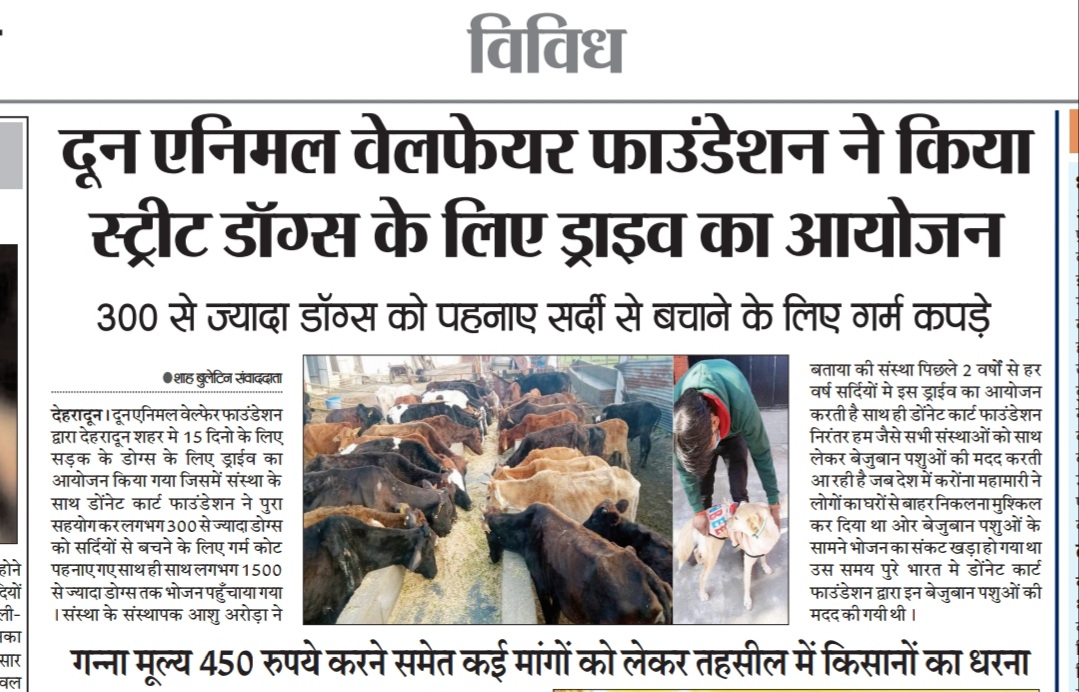 विविध
दून एनिमल वेलफेयर फाउंडेशन ने किया
स्ट्रीट डॉग्स के लिए ड्राइव का आयोजन
300 से ज्यादा डॉग्स को पहनाए सर्दी से बचाने के लिए गर्म कपड़े
●शाह बुलेटिन संवाददाता
देहरादून। दून एनिमल वेल्फेर फाउंडेशन
द्वारा देहरादून शहर मे 15 दिनो के लिए
सड़क के डोग्स के लिए ड्राईव का
आयोजन किया गया जिसमें संस्था के
साथ डोंनेट कार्ट फाउंडेशन ने पुरा
सहयोग कर लगभग 300 से ज्यादा डोग्स
को सर्दियों से बचने के लिए गर्म कोट
पहनाए गए साथ ही साथ लगभग 1500
से ज्यादा डोग्स तक भोजन पहुँचाया गया
। संस्था के संस्थापक आशु अरोड़ा ने
बताया की संस्था पिछले 2 वर्षों से हर
वर्ष सर्दियों मे इस ड्राईव का आयोजन
करती है साथ ही डोंनेट कार्ट फाउंडेशन
निरंतर हम जैसे सभी संस्थाओं को साथ
लेकर बेजुबान पशुओं की मदद करती
आ रही है जब देश में करोंना महामारी ने
लोगों का घरों से बाहर निकलना मुश्किल
कर दिया था ओर बेजुबान पशुओं के
सामने भोजन का संकट खड़ा हो गया था
उस समय पुरे भारत मे डोंनेट कार्ट
फाउंडेशन द्वारा इन बेजुबान पशुओं की
मदद की गयी थी ।
गन्ना मूल्य 450 रुपये करने समेत कई मांगों को लेकर तहसील में किसानों का धरना